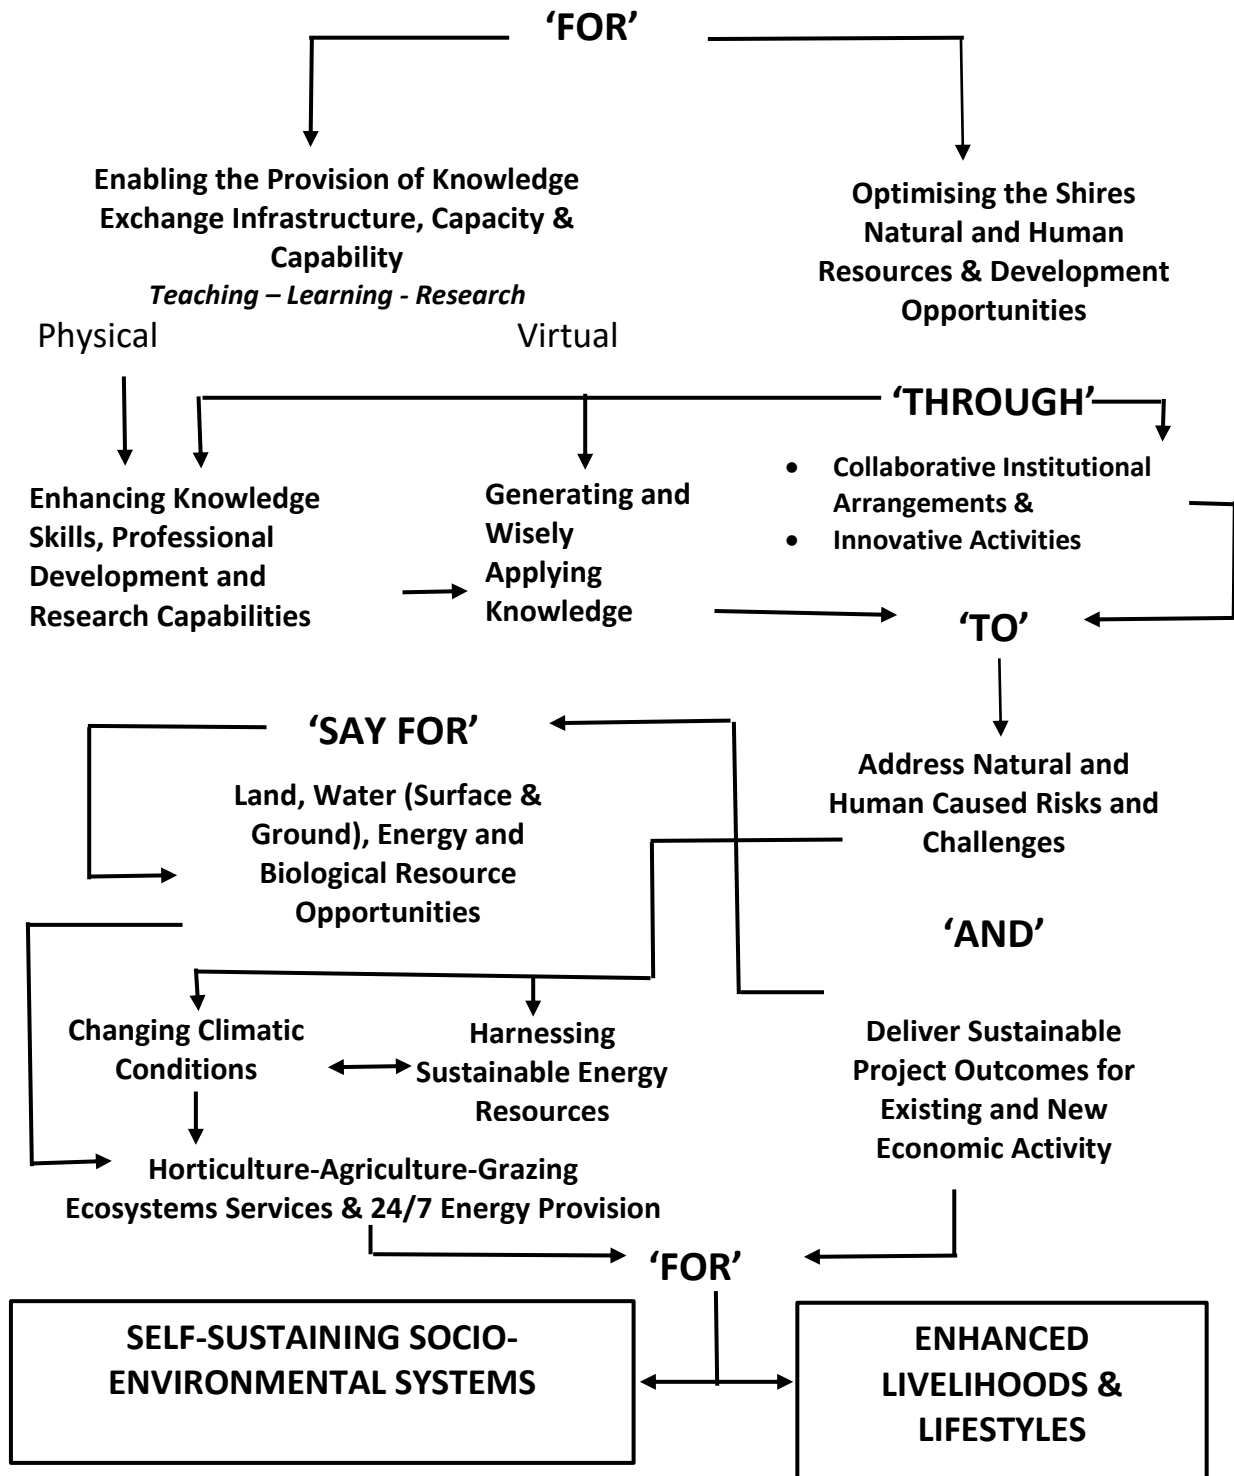 ‘FOR’
Enabling the Provision of Knowledge
Exchange Infrastructure, Capacity &
Capability
Teaching – Learning - Research
Physical
Virtual
Optimising the Shires
Natural and Human
Resources & Development
Opportunities
‘THROUGH’
Enhancing Knowledge
Skills, Professional
Development and
Research Capabilities
Generating and
Wisely
Applying
Knowledge
• Collaborative Institutional
Arrangements &
• Innovative Activities
‘TO’
‘SAY FOR’
Land, Water (Surface &
Ground), Energy and
Biological Resource
Opportunities
Address Natural and
Human Caused Risks and
Challenges
‘AND’
Changing Climatic
Conditions
Harnessing
Sustainable Energy
Resources
Deliver Sustainable
Project Outcomes for
Existing and New
Economic Activity
Horticulture-Agriculture-Grazing
Ecosystems Services & 24/7 Energy Provision
‘FOR’
SELF-SUSTAINING SOCIO-
ENVIRONMENTAL SYSTEMS
ENHANCED
LIVELIHOODS &
LIFESTYLES